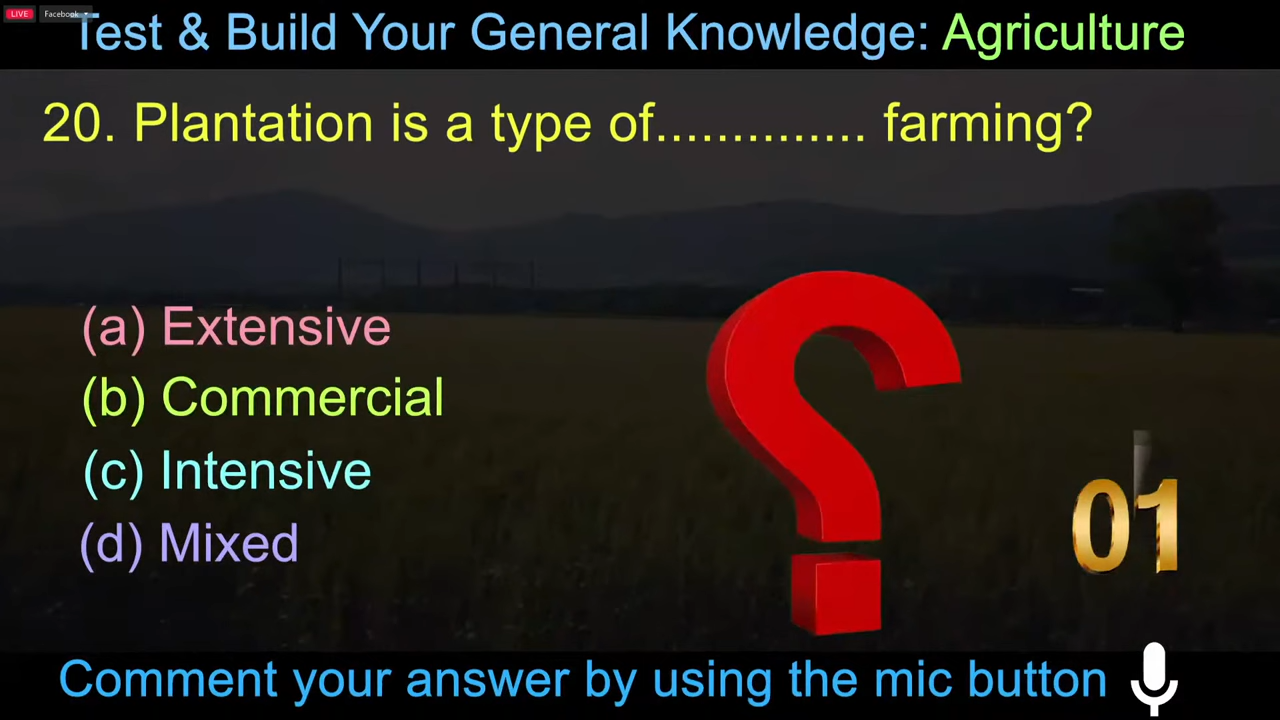 LIVE
Facebook
Test & Build Your General Knowledge: Agriculture
20. Plantation is a type of.............. farming?
(a) Extensive
(b) Commercial
(c) Intensive
(d) Mixed
01
Comment your answer by using the mic button